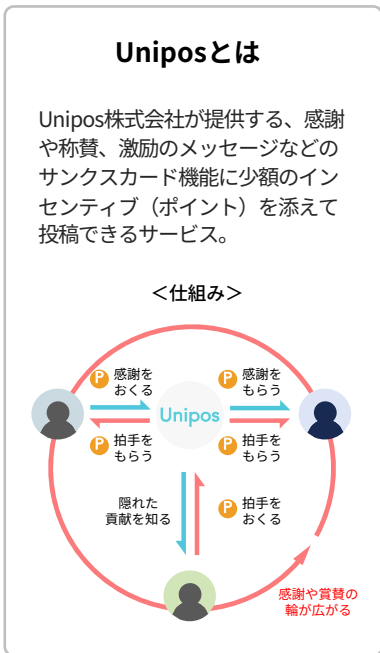 Uniposとは
Unipos株式会社が提供する、感謝
や称賛、激励のメッセージなどの
サンクスカード機能に少額のイン
センティブ（ポイント）を添えて
投稿できるサービス。
＜仕組み＞
P 感謝を
おくる
P 感謝を
もらう
Unipos
P 拍手を
もらう
P 拍手を
もらう
隠れた
貢献を知る
P 拍手を
おくる
感謝や賞賛の
輪が広がる